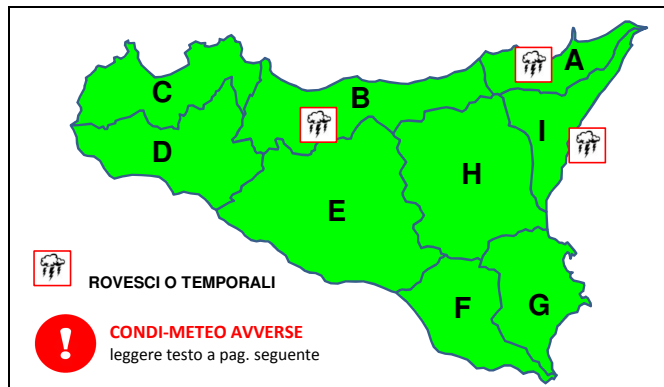 A
B
C
I
D
H
E
ROVESCI O TEMPORALI
F
G
!
CONDI-METEO AVVERSE
leggere testo a pag. seguente